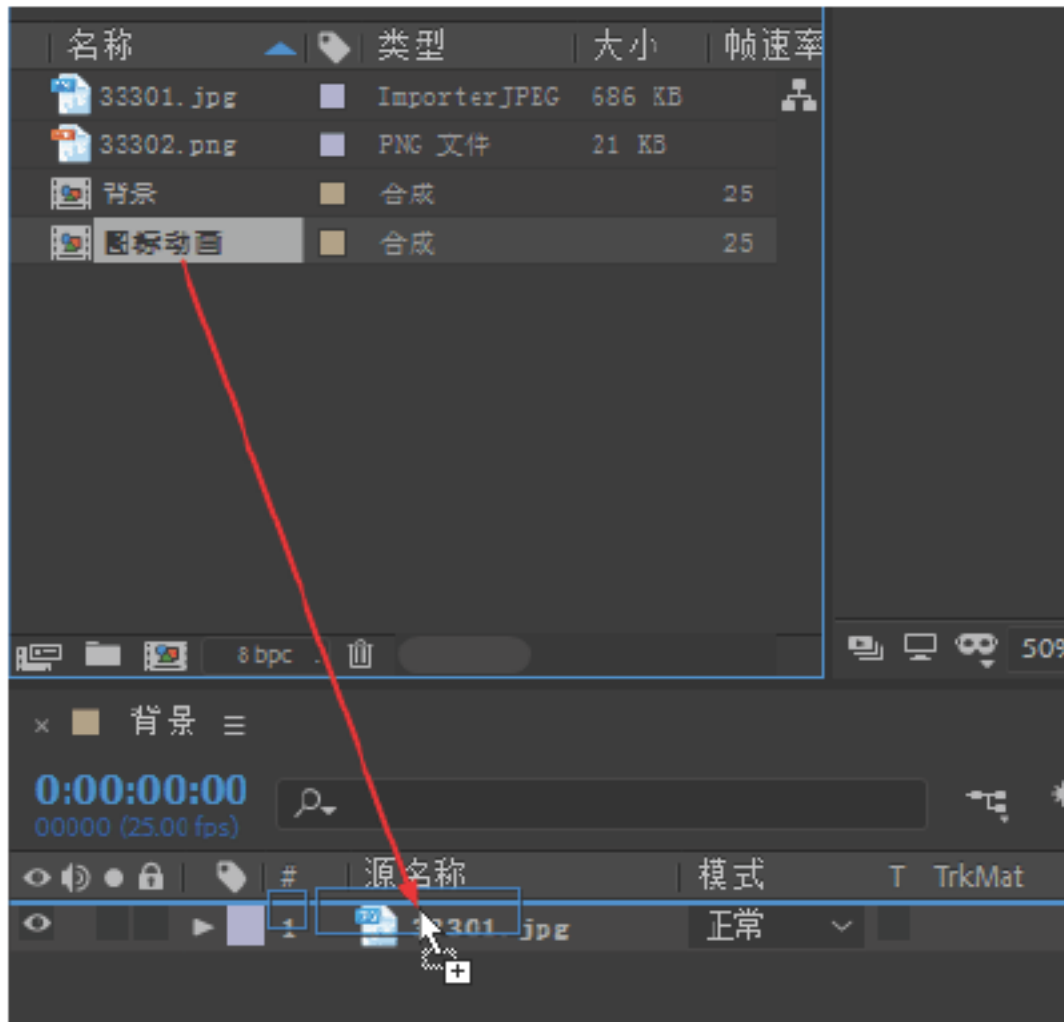 名称 类型 大小 帧速率
33301.jpg ImporterJPEG 686 KB
33302.png PNG 文件 21 KB
背景 合成 25
图标动画 合成 25
8 bpc
50%
× 背景
0:00:00:00
00000 (25.00 fps)
# 源名称 模式 T TrkMat
1 33301.jpg 正常